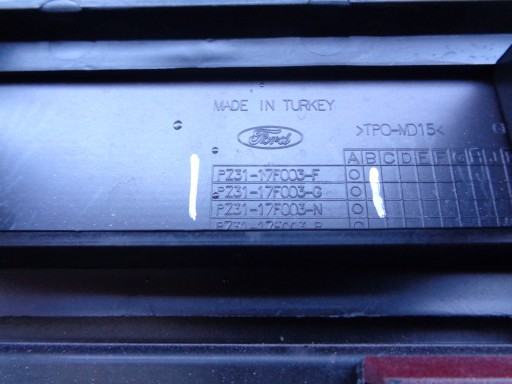 MADE IN TURKEY
Ford
>TPO-MD15<
A B C D E F G H J
PZ31-17F003-F
PZ31-17F003-G
PZ31-17F003-N